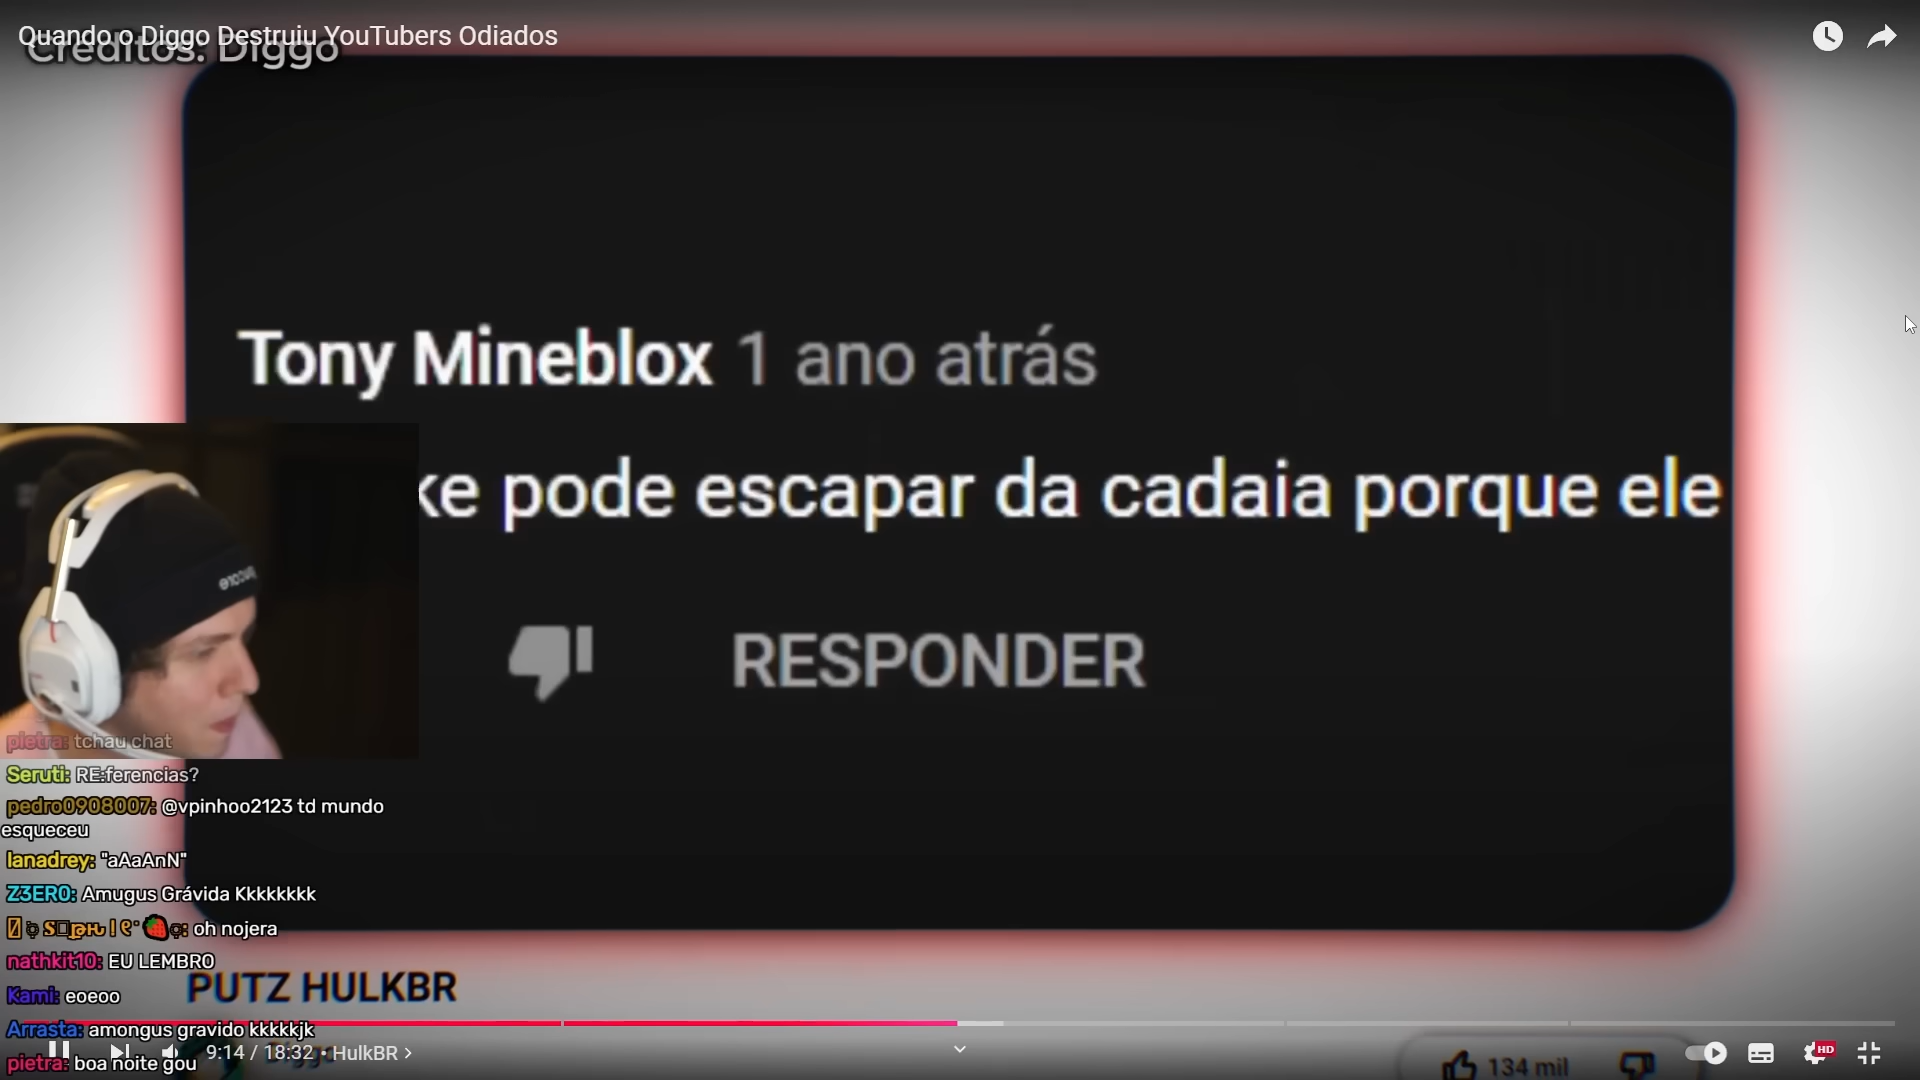 Quando o Diggo Destruiu YouTubers Odiados
Créditos: Diggo
Tony Mineblox 1 ano atrás
ke pode escapar da cadaia porque ele
RESPONDER
pietra: tchau chat
Seruti: RE:ferencias?
pedro0908007: @vpinhoo2123 td mundo
esqueceu
lanadrey: "aAaAnN"
Z3ER0: Amugus Grávida Kkkkkkkk
oh nojera
nathkit10: EU LEMBRO
Kami: eoeoo
PUTZ HULKBR
Arrasta: amongus gravido kkkkkjk
9:14 / 18:32 • HulkBR >
Diggo
pietra: boa noite gou
134 mil
HD